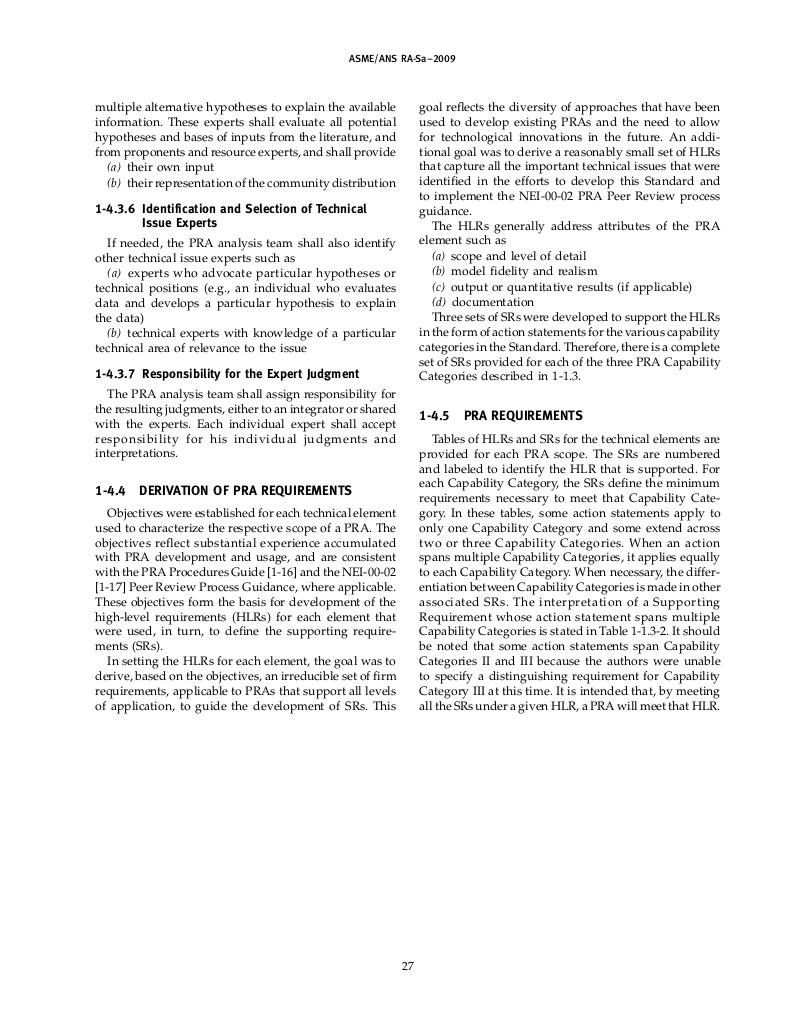 ASME/ANS RA-Sa–2009
multiple alternative hypotheses to explain the available
information. These experts shall evaluate all potential
hypotheses and bases of inputs from the literature, and
from proponents and resource experts, and shall provide
(a) their own input
(b) their representation of the community distribution
1-4.3.6 Identification and Selection of Technical
Issue Experts
If needed, the PRA analysis team shall also identify
other technical issue experts such as
(a) experts who advocate particular hypotheses or
technical positions (e.g., an individual who evaluates
data and develops a particular hypothesis to explain
the data)
(b) technical experts with knowledge of a particular
technical area of relevance to the issue
1-4.3.7 Responsibility for the Expert Judgment
The PRA analysis team shall assign responsibility for
the resulting judgments, either to an integrator or shared
with the experts. Each individual expert shall accept
responsibility for his individual judgments and
interpretations.
1-4.4 DERIVATION OF PRA REQUIREMENTS
Objectives were established for each technical element
used to characterize the respective scope of a PRA. The
objectives reflect substantial experience accumulated
with PRA development and usage, and are consistent
with the PRA Procedures Guide [1-16] and the NEI-00-02
[1-17] Peer Review Process Guidance, where applicable.
These objectives form the basis for development of the
high-level requirements (HLRs) for each element that
were used, in turn, to define the supporting require-
ments (SRs).
In setting the HLRs for each element, the goal was to
derive, based on the objectives, an irreducible set of firm
requirements, applicable to PRAs that support all levels
of application, to guide the development of SRs. This
goal reflects the diversity of approaches that have been
used to develop existing PRAs and the need to allow
for technological innovations in the future. An addi-
tional goal was to derive a reasonably small set of HLRs
that capture all the important technical issues that were
identified in the efforts to develop this Standard and
to implement the NEI-00-02 PRA Peer Review process
guidance.
The HLRs generally address attributes of the PRA
element such as
(a) scope and level of detail
(b) model fidelity and realism
(c) output or quantitative results (if applicable)
(d) documentation
Three sets of SRs were developed to support the HLRs
in the form of action statements for the various capability
categories in the Standard. Therefore, there is a complete
set of SRs provided for each of the three PRA Capability
Categories described in 1-1.3.
1-4.5 PRA REQUIREMENTS
Tables of HLRs and SRs for the technical elements are
provided for each PRA scope. The SRs are numbered
and labeled to identify the HLR that is supported. For
each Capability Category, the SRs define the minimum
requirements necessary to meet that Capability Cate-
gory. In these tables, some action statements apply to
only one Capability Category and some extend across
two or three Capability Categories. When an action
spans multiple Capability Categories, it applies equally
to each Capability Category. When necessary, the differ-
entiation between Capability Categories is made in other
associated SRs. The interpretation of a Supporting
Requirement whose action statement spans multiple
Capability Categories is stated in Table 1-1.3-2. It should
be noted that some action statements span Capability
Categories II and III because the authors were unable
to specify a distinguishing requirement for Capability
Category III at this time. It is intended that, by meeting
all the SRs under a given HLR, a PRA will meet that HLR.
27